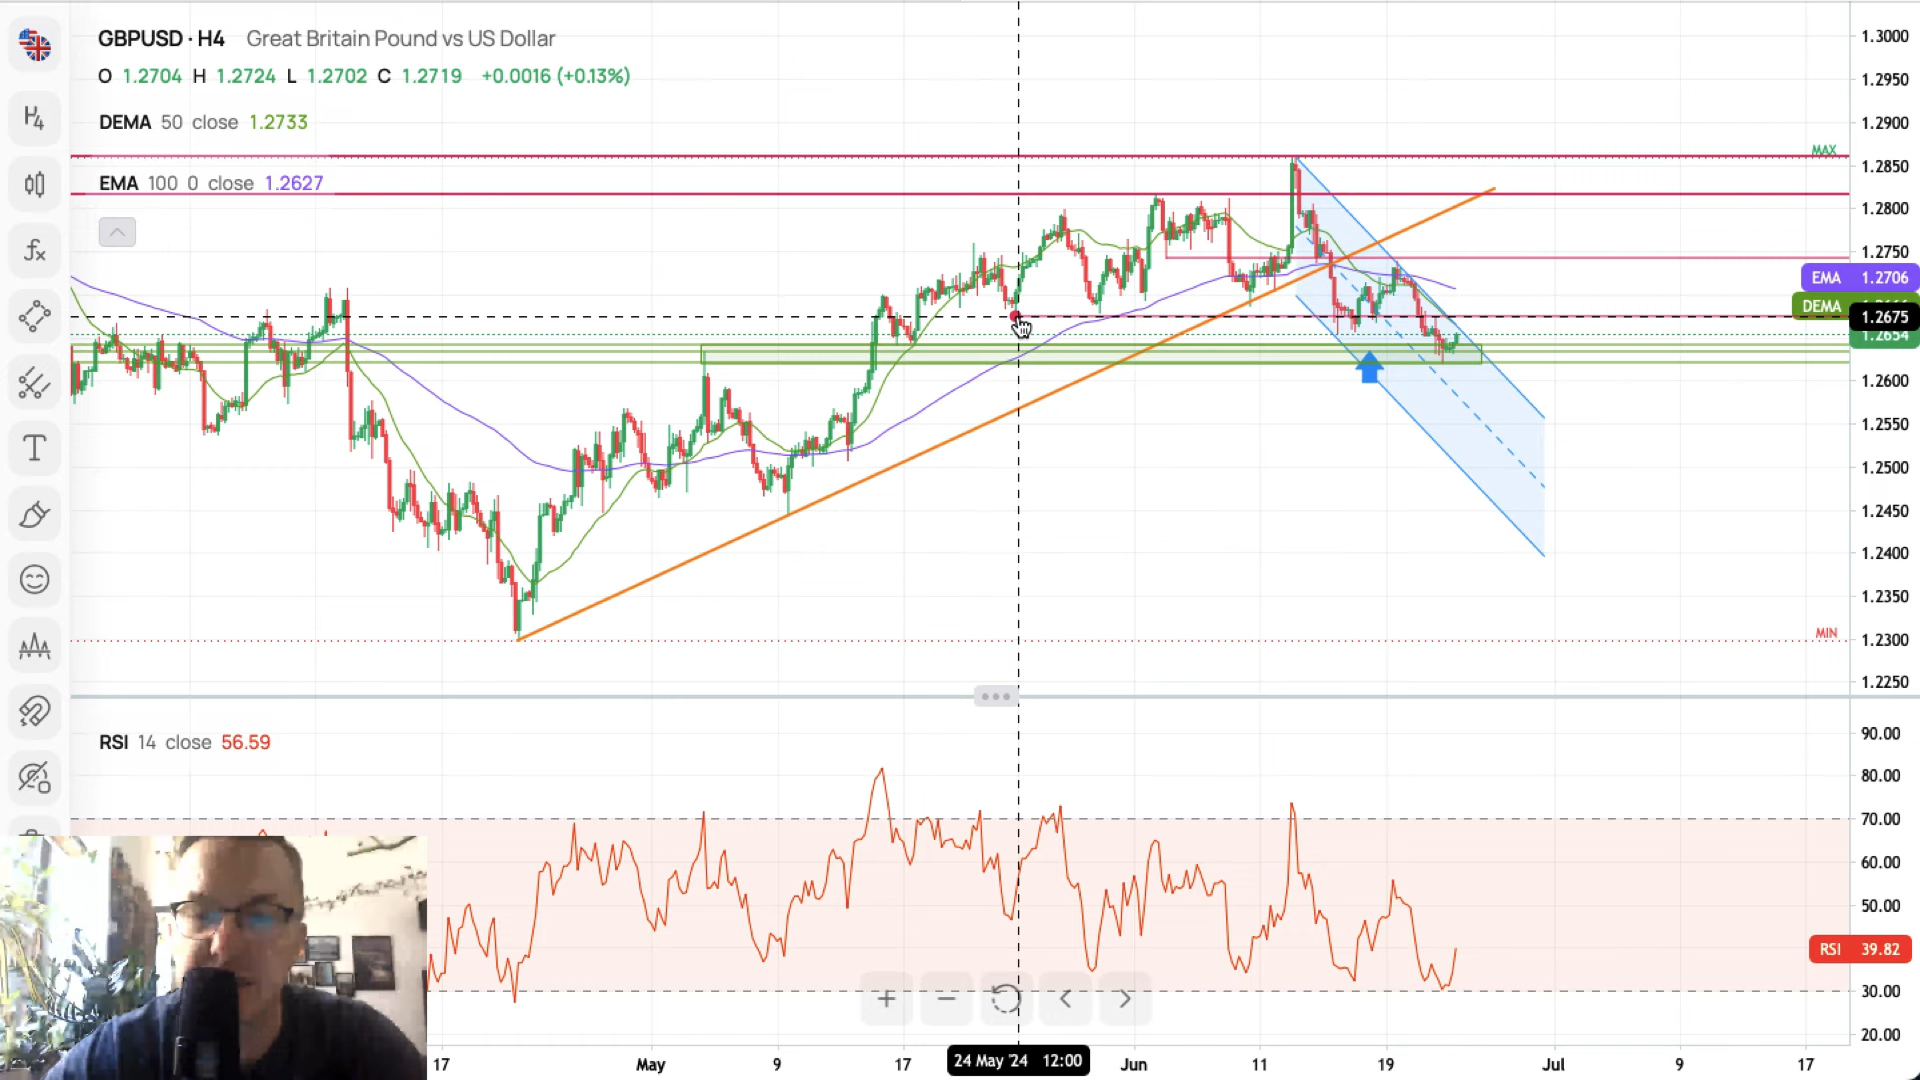 GBPUSD · H4 Great Britain Pound vs US Dollar
O 1.2704 H 1.2724 L 1.2702 C 1.2719 +0.0016 (+0.13%)
DEMA 50 close 1.2733
EMA 100 0 close 1.2627
H4
fx
T
MAX
MIN
1.3000
1.2950
1.2900
1.2850
1.2800
1.2750
EMA 1.2706
DEMA
1.2675
1.2654
1.2600
1.2550
1.2500
1.2450
1.2400
1.2350
1.2300
1.2250
RSI 14 close 56.59
90.00
80.00
70.00
60.00
50.00
RSI 39.82
30.00
20.00
17 May 9 17 24 May '24 12:00 Jun 11 19 Jul 9 17